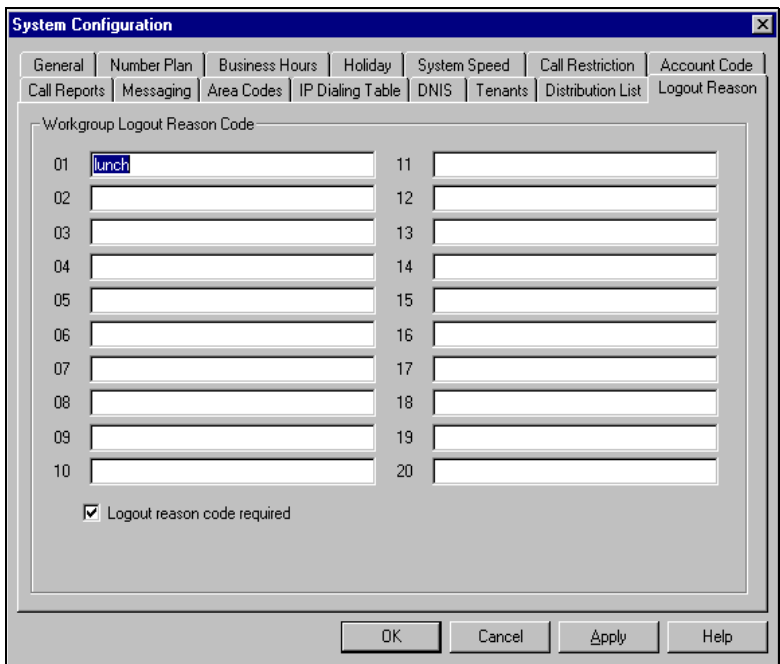 System Configuration
General Number Plan Business Hours Holiday System Speed Call Restriction Account Code
Call Reports Messaging Area Codes IP Dialing Table DNIS Tenants Distribution List Logout Reason
Workgroup Logout Reason Code
01 lunch 11
02 12
03 13
04 14
05 15
06 16
07 17
08 18
09 19
10 20
Logout reason code required
OK Cancel Apply Help